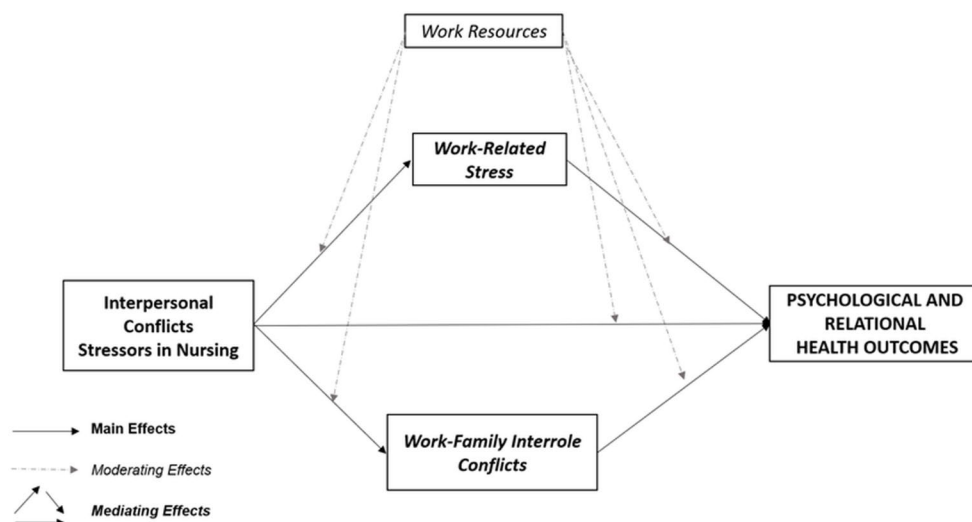 Work Resources
Work-Related
Stress
Interpersonal
Conflicts
Stressors in Nursing
PSYCHOLOGICAL AND
RELATIONAL
HEALTH OUTCOMES
Work-Family Interrole
Conflicts
Main Effects
Moderating Effects
Mediating Effects